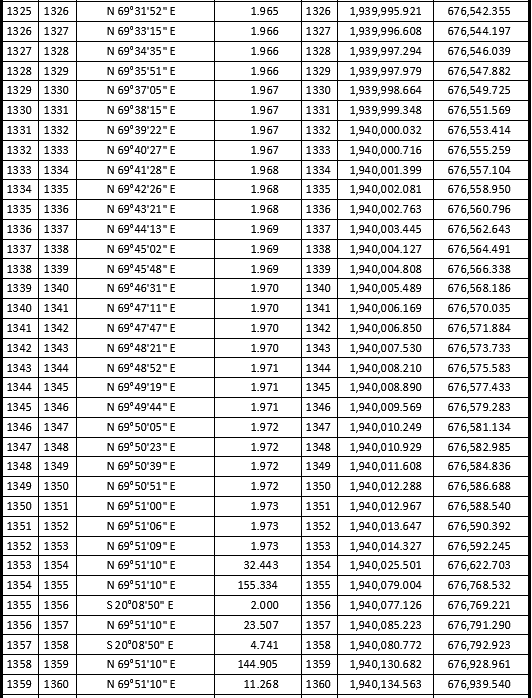 1325 1326 N 69°31'52" E 1.965 1326 1,939,995.921 676,542.355
1326 1327 N 69°33'15" E 1.966 1327 1,939,996.608 676,544.197
1327 1328 N 69°34'35" E 1.966 1328 1,939,997.294 676,546.039
1328 1329 N 69°35'51" E 1.966 1329 1,939,997.979 676,547.882
1329 1330 N 69°37'05" E 1.967 1330 1,939,998.664 676,549.725
1330 1331 N 69°38'15" E 1.967 1331 1,939,999.348 676,551.569
1331 1332 N 69°39'22" E 1.967 1332 1,940,000.032 676,553.414
1332 1333 N 69°40'27" E 1.967 1333 1,940,000.716 676,555.259
1333 1334 N 69°41'28" E 1.968 1334 1,940,001.399 676,557.104
1334 1335 N 69°42'26" E 1.968 1335 1,940,002.081 676,558.950
1335 1336 N 69°43'21" E 1.968 1336 1,940,002.763 676,560.796
1336 1337 N 69°44'13" E 1.969 1337 1,940,003.445 676,562.643
1337 1338 N 69°45'02" E 1.969 1338 1,940,004.127 676,564.491
1338 1339 N 69°45'48" E 1.969 1339 1,940,004.808 676,566.338
1339 1340 N 69°46'31" E 1.970 1340 1,940,005.489 676,568.186
1340 1341 N 69°47'11" E 1.970 1341 1,940,006.169 676,570.035
1341 1342 N 69°47'47" E 1.970 1342 1,940,006.850 676,571.884
1342 1343 N 69°48'21" E 1.970 1343 1,940,007.530 676,573.733
1343 1344 N 69°48'52" E 1.971 1344 1,940,008.210 676,575.583
1344 1345 N 69°49'19" E 1.971 1345 1,940,008.890 676,577.433
1345 1346 N 69°49'44" E 1.971 1346 1,940,009.569 676,579.283
1346 1347 N 69°50'05" E 1.972 1347 1,940,010.249 676,581.134
1347 1348 N 69°50'23" E 1.972 1348 1,940,010.929 676,582.985
1348 1349 N 69°50'39" E 1.972 1349 1,940,011.608 676,584.836
1349 1350 N 69°50'51" E 1.972 1350 1,940,012.288 676,586.688
1350 1351 N 69°51'00" E 1.973 1351 1,940,012.967 676,588.540
1351 1352 N 69°51'06" E 1.973 1352 1,940,013.647 676,590.392
1352 1353 N 69°51'09" E 1.973 1353 1,940,014.327 676,592.245
1353 1354 N 69°51'10" E 32.443 1354 1,940,025.501 676,622.703
1354 1355 N 69°51'10" E 155.334 1355 1,940,079.004 676,768.532
1355 1356 S 20°08'50" E 2.000 1356 1,940,077.126 676,769.221
1356 1357 N 69°51'10" E 23.507 1357 1,940,085.223 676,791.290
1357 1358 S 20°08'50" E 4.741 1358 1,940,080.772 676,792.923
1358 1359 N 69°51'10" E 144.905 1359 1,940,130.682 676,928.961
1359 1360 N 69°51'10" E 11.268 1360 1,940,134.563 676,939.540